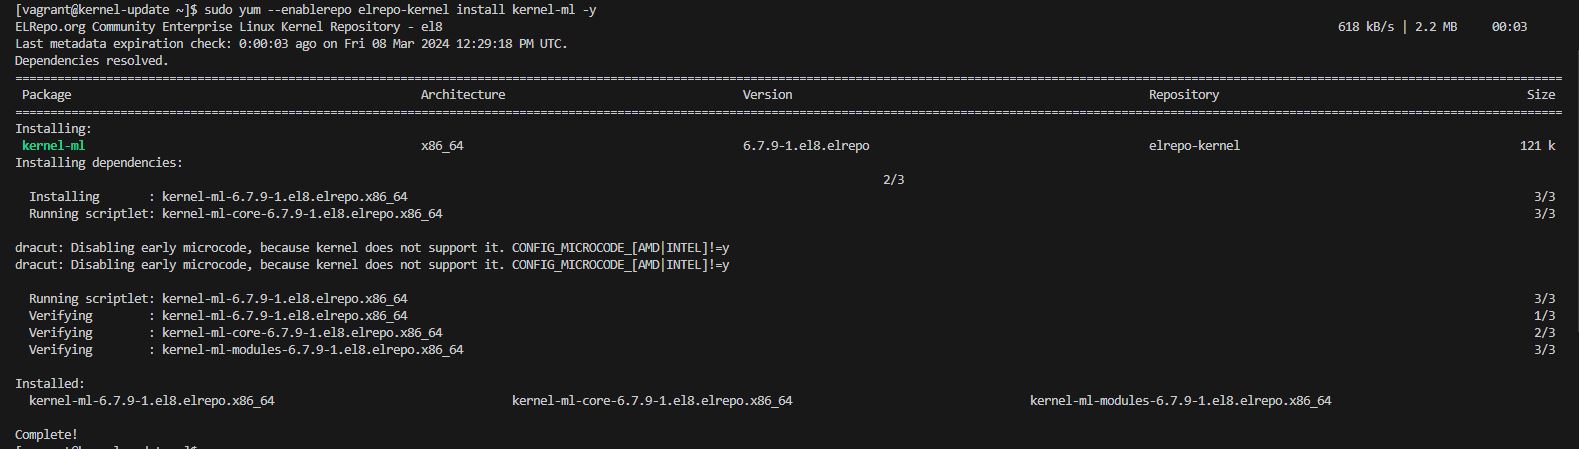 [vagrant@kernel-update ~]$ sudo yum --enablerepo elrepo-kernel install kernel-ml -y
ELRepo.org Community Enterprise Linux Kernel Repository - el8 618 kB/s | 2.2 MB 00:03
Last metadata expiration check: 0:00:03 ago on Fri 08 Mar 2024 12:29:18 PM UTC.
Dependencies resolved.
Package Architecture Version Repository Size
Installing:
kernel-ml x86_64 6.7.9-1.el8.elrepo elrepo-kernel 121 k
Installing dependencies:
2/3
Installing : kernel-ml-6.7.9-1.el8.elrepo.x86_64 3/3
Running scriptlet: kernel-ml-core-6.7.9-1.el8.elrepo.x86_64 3/3
dracut: Disabling early microcode, because kernel does not support it. CONFIG_MICROCODE_[AMD|INTEL]!=y
dracut: Disabling early microcode, because kernel does not support it. CONFIG_MICROCODE_[AMD|INTEL]!=y
Running scriptlet: kernel-ml-6.7.9-1.el8.elrepo.x86_64 3/3
Verifying : kernel-ml-6.7.9-1.el8.elrepo.x86_64 1/3
Verifying : kernel-ml-core-6.7.9-1.el8.elrepo.x86_64 2/3
Verifying : kernel-ml-modules-6.7.9-1.el8.elrepo.x86_64 3/3
Installed:
kernel-ml-6.7.9-1.el8.elrepo.x86_64 kernel-ml-core-6.7.9-1.el8.elrepo.x86_64 kernel-ml-modules-6.7.9-1.el8.elrepo.x86_64
Complete!